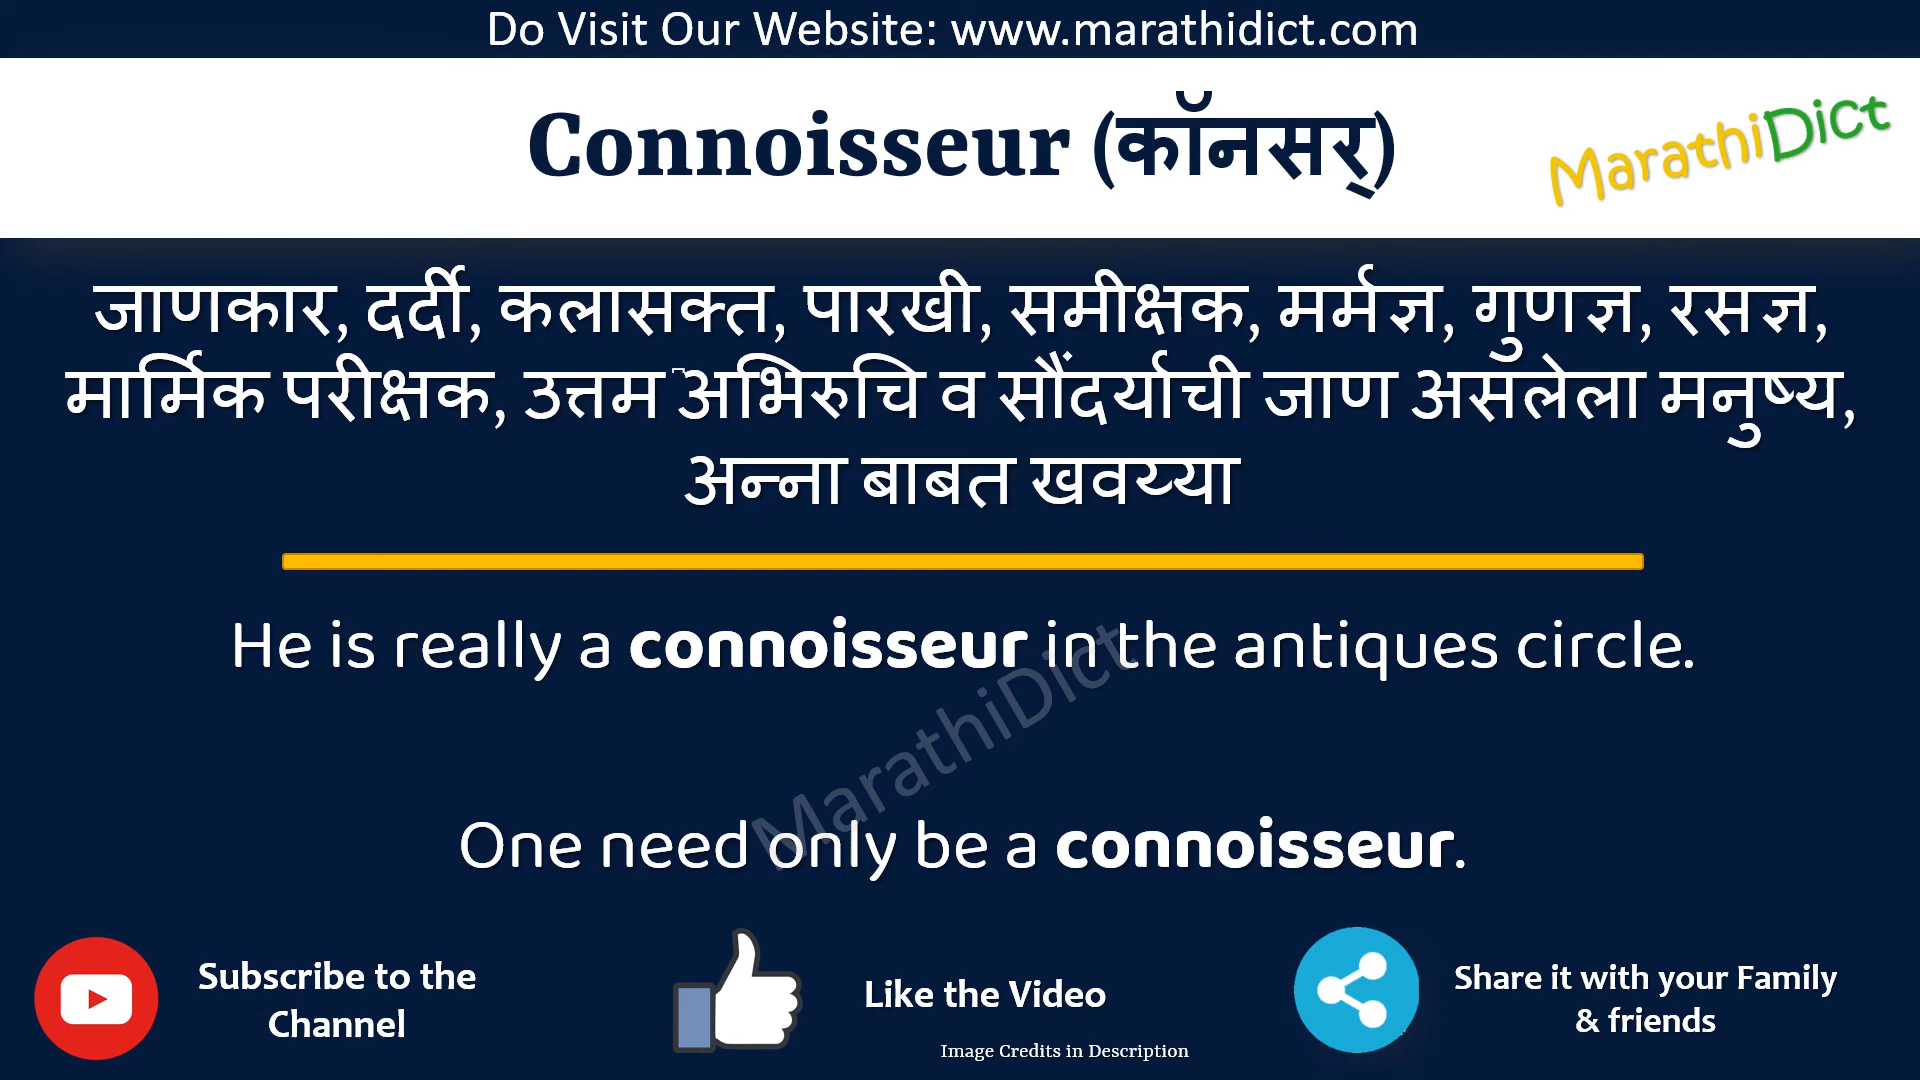 Do Visit Our Website: www.marathidict.com
Connoisseur (कॉनसर्)
MarathiDict
जाणकार, दर्दी, कलासक्त, पारखी, समीक्षक, मर्मज्ञ, गुणज्ञ, रसज्ञ,
मार्मिक परीक्षक, उत्तम अभिरुचि व सौंदर्याची जाण असलेला मनुष्य,
अन्ना बाबत खवय्या
He is really a connoisseur in the antiques circle.
MarathiDict
One need only be a connoisseur.
Subscribe to the
Channel
Like the Video
Share it with your Family
& friends
Image Credits in Description